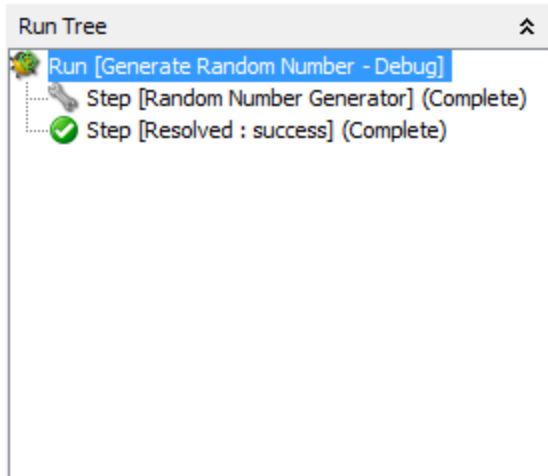 Run Tree
Run [Generate Random Number - Debug]
Step [Random Number Generator] (Complete)
Step [Resolved : success] (Complete)